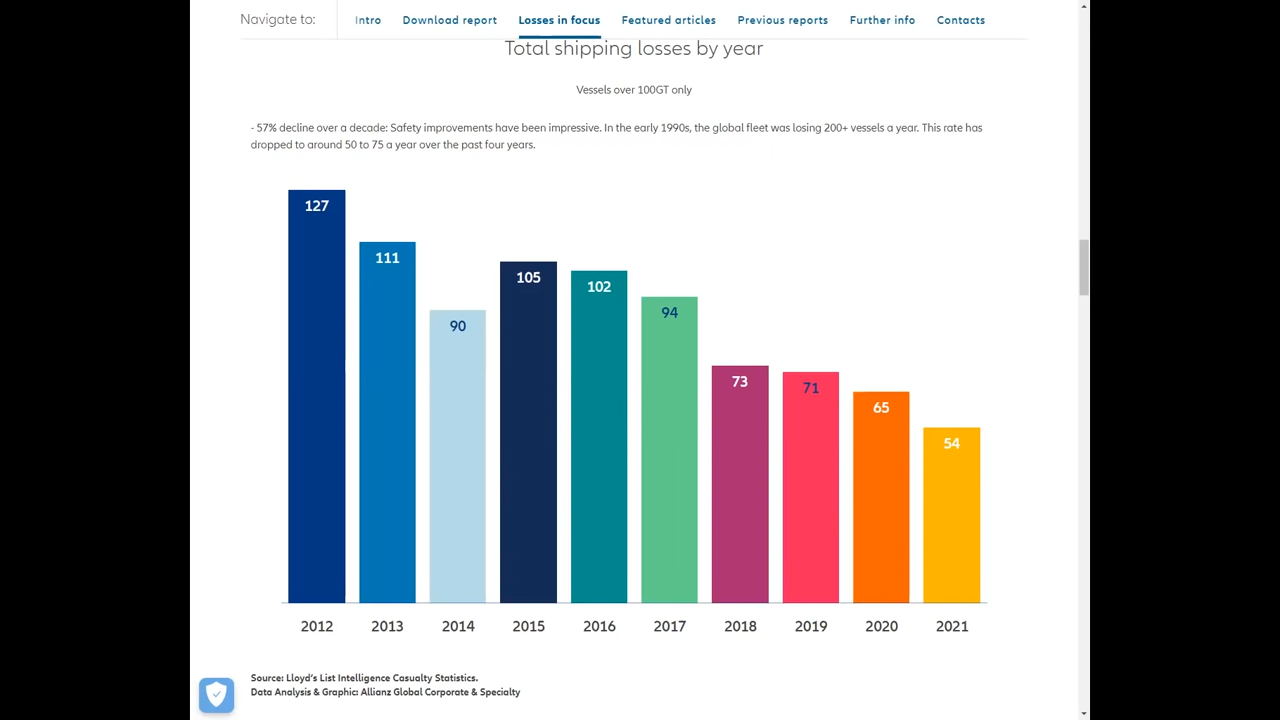 Navigate to: Intro Download report Losses in focus Featured articles Previous reports Further info Contacts
Total shipping losses by year
Vessels over 100GT only
- 57% decline over a decade: Safety improvements have been impressive. In the early 1990s, the global fleet was losing 200+ vessels a year. This rate has
dropped to around 50 to 75 a year over the past four years.
127
111
90
105
102
94
73
71
65
54
2012 2013 2014 2015 2016 2017 2018 2019 2020 2021
Source: Lloyd's List Intelligence Casualty Statistics.
Data Analysis & Graphic: Allianz Global Corporate & Specialty